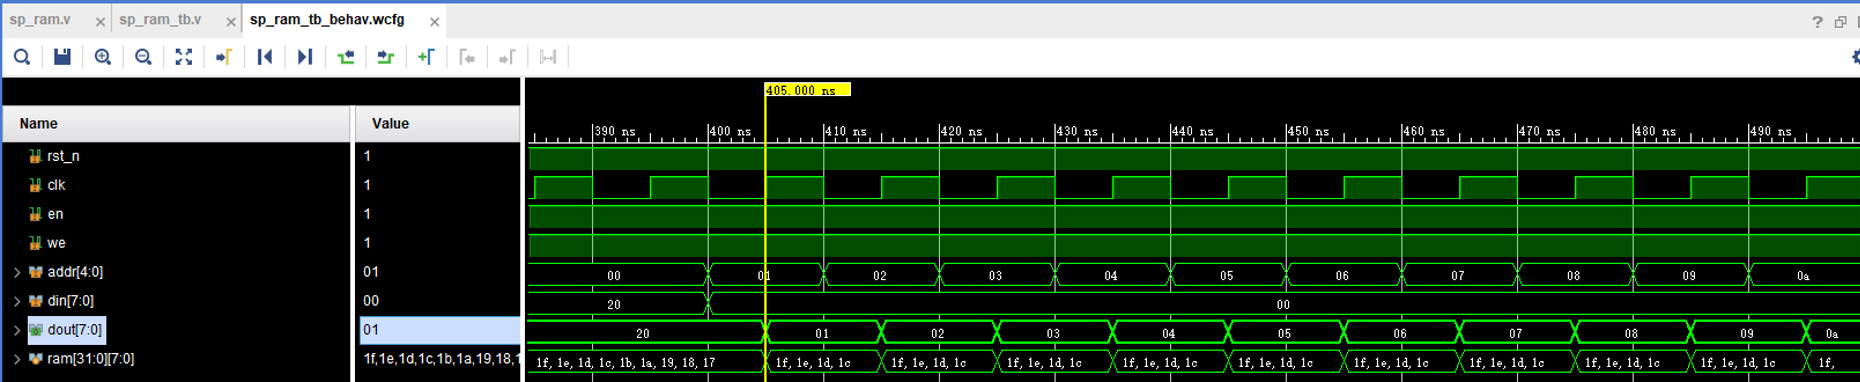 sp_ram.v × sp_ram_tb.v × sp_ram_tb_behav.wcfg ×
?
405.000 ns
Name Value
390 ns 400 ns 410 ns 420 ns 430 ns 440 ns 450 ns 460 ns 470 ns 480 ns 490 ns
rst_n 1
clk 1
en 1
we 1
addr[4:0] 01 00 01 02 03 04 05 06 07 08 09 0a
din[7:0] 00 20 00
dout[7:0] 01 20 01 02 03 04 05 06 07 08 09 0a
ram[31:0][7:0] 1f,1e,1d,1c,1b,1a,19,18,1 1f, 1e, 1d, 1c, 1b, 1a, 19, 18, 17 1f, 1e, 1d, 1c 1f, 1e, 1d, 1c 1f, 1e, 1d, 1c 1f, 1e, 1d, 1c 1f, 1e, 1d, 1c 1f, 1e, 1d, 1c 1f, 1e, 1d, 1c 1f, 1e, 1d, 1c 1f, 1e, 1d, 1c 1f,